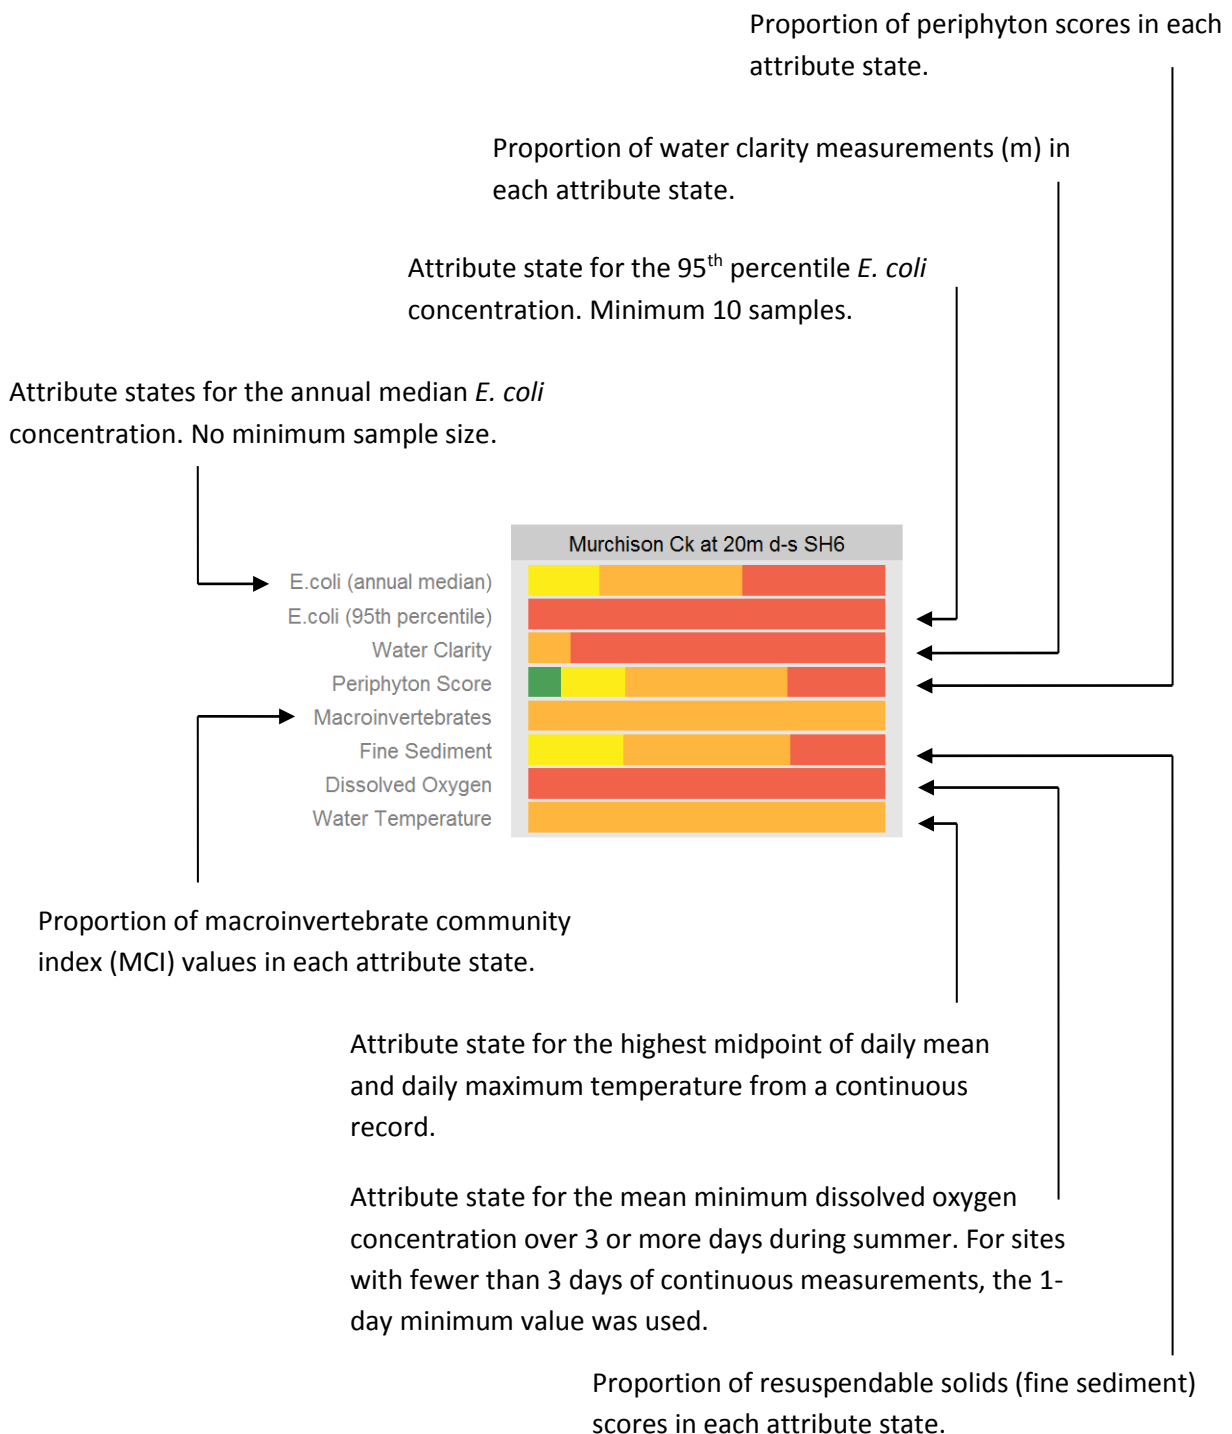 Proportion of periphyton scores in each
attribute state.
Proportion of water clarity measurements (m) in
each attribute state.
Attribute state for the 95th percentile E. coli
concentration. Minimum 10 samples.
Attribute states for the annual median E. coli
concentration. No minimum sample size.
Murchison Ck at 20m d-s SH6
E.coli (annual median)
E.coli (95th percentile)
Water Clarity
Periphyton Score
Macroinvertebrates
Fine Sediment
Dissolved Oxygen
Water Temperature
Proportion of macroinvertebrate community
index (MCI) values in each attribute state.
Attribute state for the highest midpoint of daily mean
and daily maximum temperature from a continuous
record.
Attribute state for the mean minimum dissolved oxygen
concentration over 3 or more days during summer. For sites
with fewer than 3 days of continuous measurements, the 1-
day minimum value was used.
Proportion of resuspendable solids (fine sediment)
scores in each attribute state.